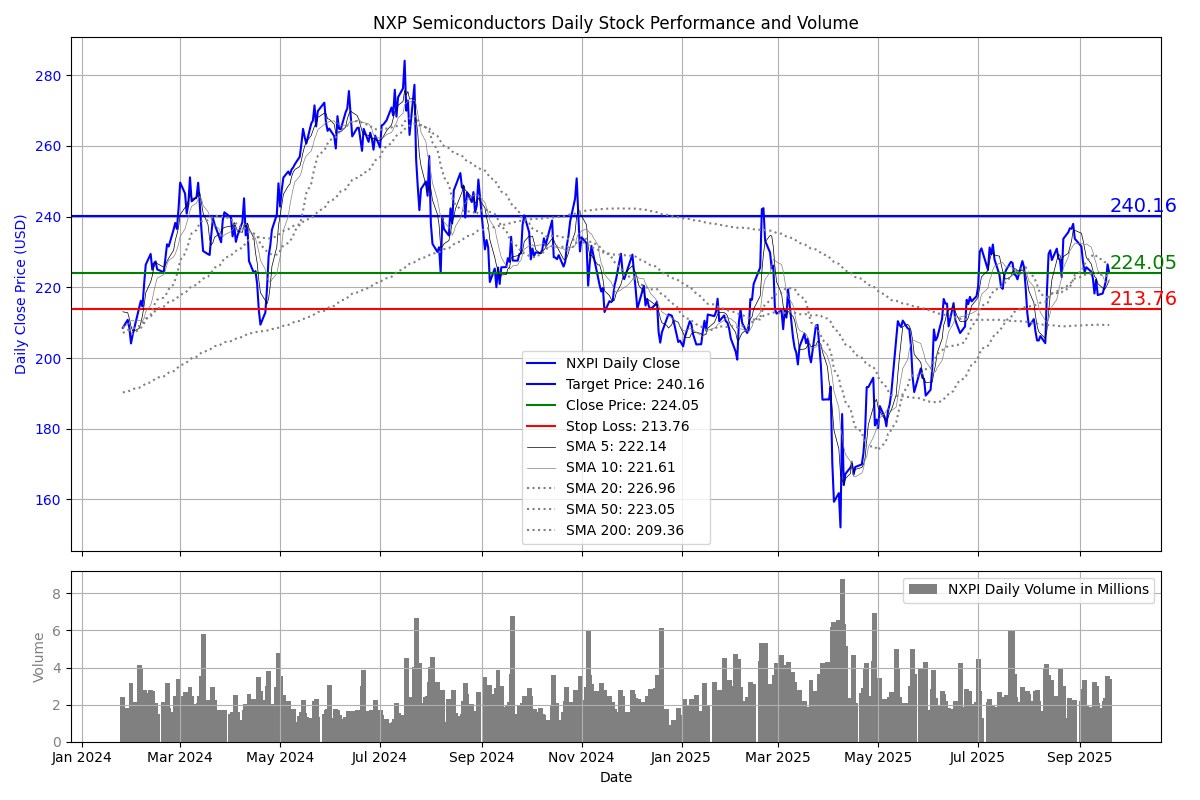 NXP Semiconductors Daily Stock Performance and Volume
Daily Close Price (USD)
280
260
240
220
200
180
160
240.16
224.05
213.76
NXPI Daily Close
Target Price: 240.16
Close Price: 224.05
Stop Loss: 213.76
SMA 5: 222.14
SMA 10: 221.61
SMA 20: 226.96
SMA 50: 223.05
SMA 200: 209.36
Volume
8
6
4
2
0
NXPI Daily Volume in Millions
Jan 2024 Mar 2024 May 2024 Jul 2024 Sep 2024 Nov 2024 Jan 2025 Mar 2025 May 2025 Jul 2025 Sep 2025
Date